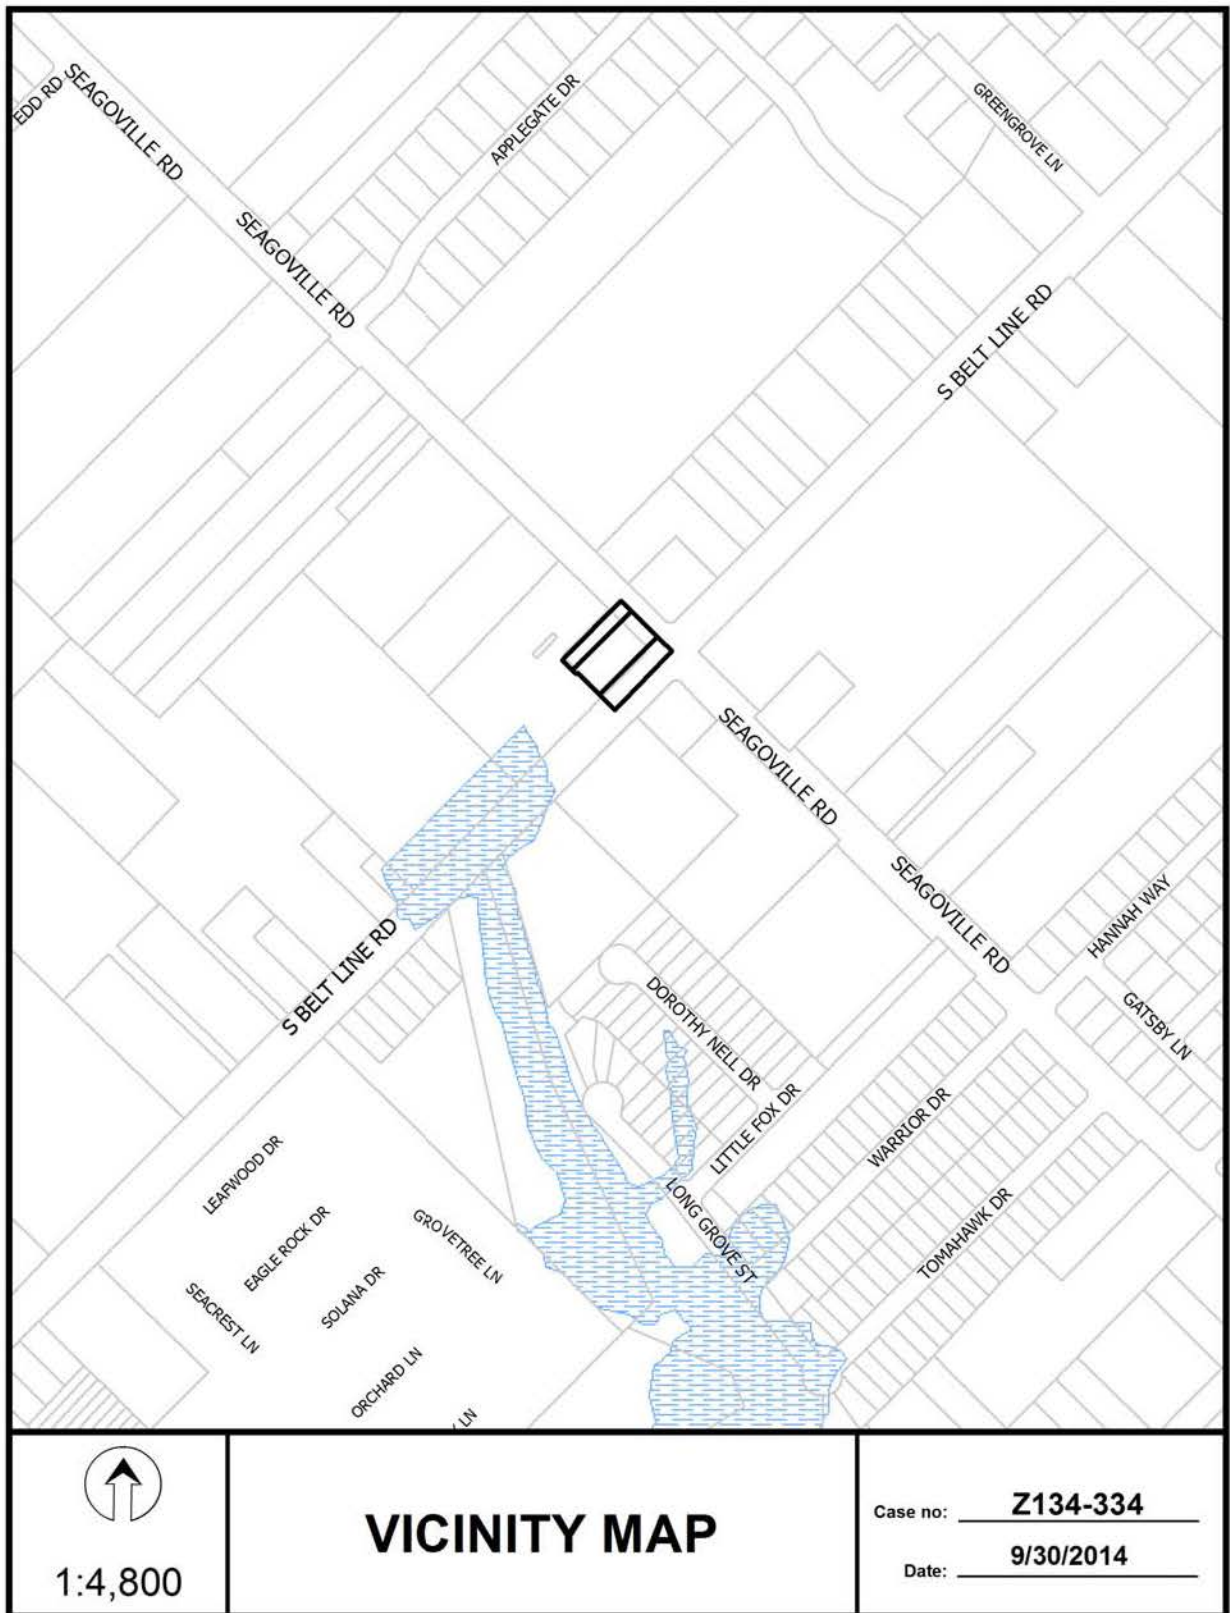 EDD RD
SEAGOVILLE RD
APPLEGATE DR
GREENGROVE LN
SEAGOVILLE RD
S BELT LINE RD
SEAGOVILLE RD
SEAGOVILLE RD
HANNAH WAY
S BELT LINE RD
DOROTHY NELL DR
GATSBY LN
LITTLE FOX DR
WARRIOR DR
LEAFWOOD DR
LONG GROVE ST
TOMAHAWK DR
EAGLE ROCK DR
GROVETREE LN
SOLANA DR
SEACREST LN
ORCHARD LN
LN
1:4,800
VICINITY MAP
Case no: Z134-334
Date: 9/30/2014